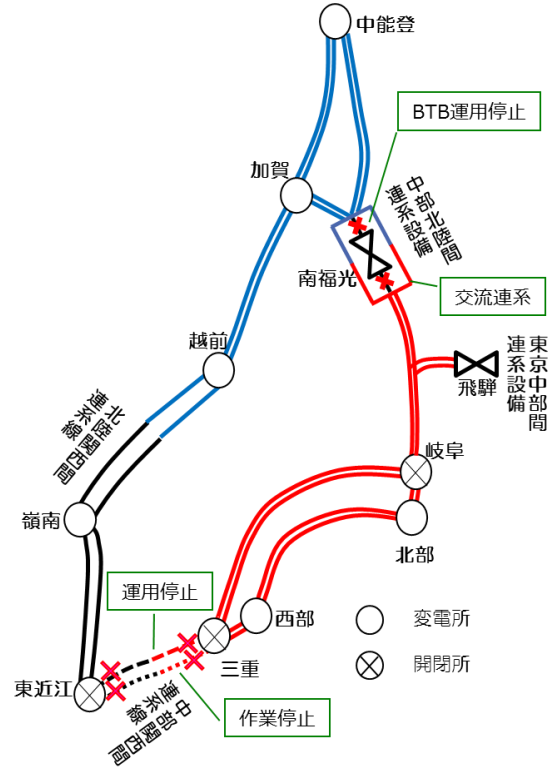 中能登
BTB運用停止
加賀
中部北陸間
連系設備
南福光
交流連系
越前
東京中部間
連系設備
飛騨
北陸関西間
連系線
岐阜
嶺南
北部
運用停止
西部
変電所
三重
開閉所
東近江
中部関西間
連系線
作業停止